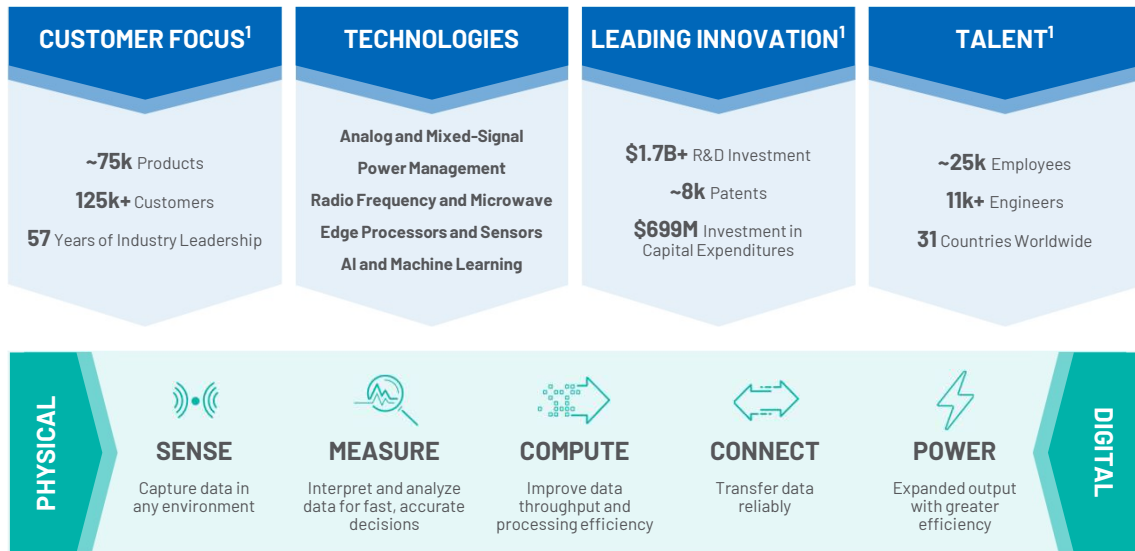 CUSTOMER FOCUS¹
~75k Products
125k+ Customers
57 Years of Industry Leadership
TECHNOLOGIES
Analog and Mixed-Signal
Power Management
Radio Frequency and Microwave
Edge Processors and Sensors
AI and Machine Learning
LEADING INNOVATION¹
$1.7B+ R&D Investment
~8k Patents
$699M Investment in
Capital Expenditures
TALENT¹
~25k Employees
11k+ Engineers
31 Countries Worldwide
PHYSICAL
SENSE
Capture data in
any environment
MEASURE
Interpret and analyze
data for fast, accurate
decisions
COMPUTE
Improve data
throughput and
processing efficiency
CONNECT
Transfer data
reliably
POWER
Expanded output
with greater
efficiency
DIGITAL